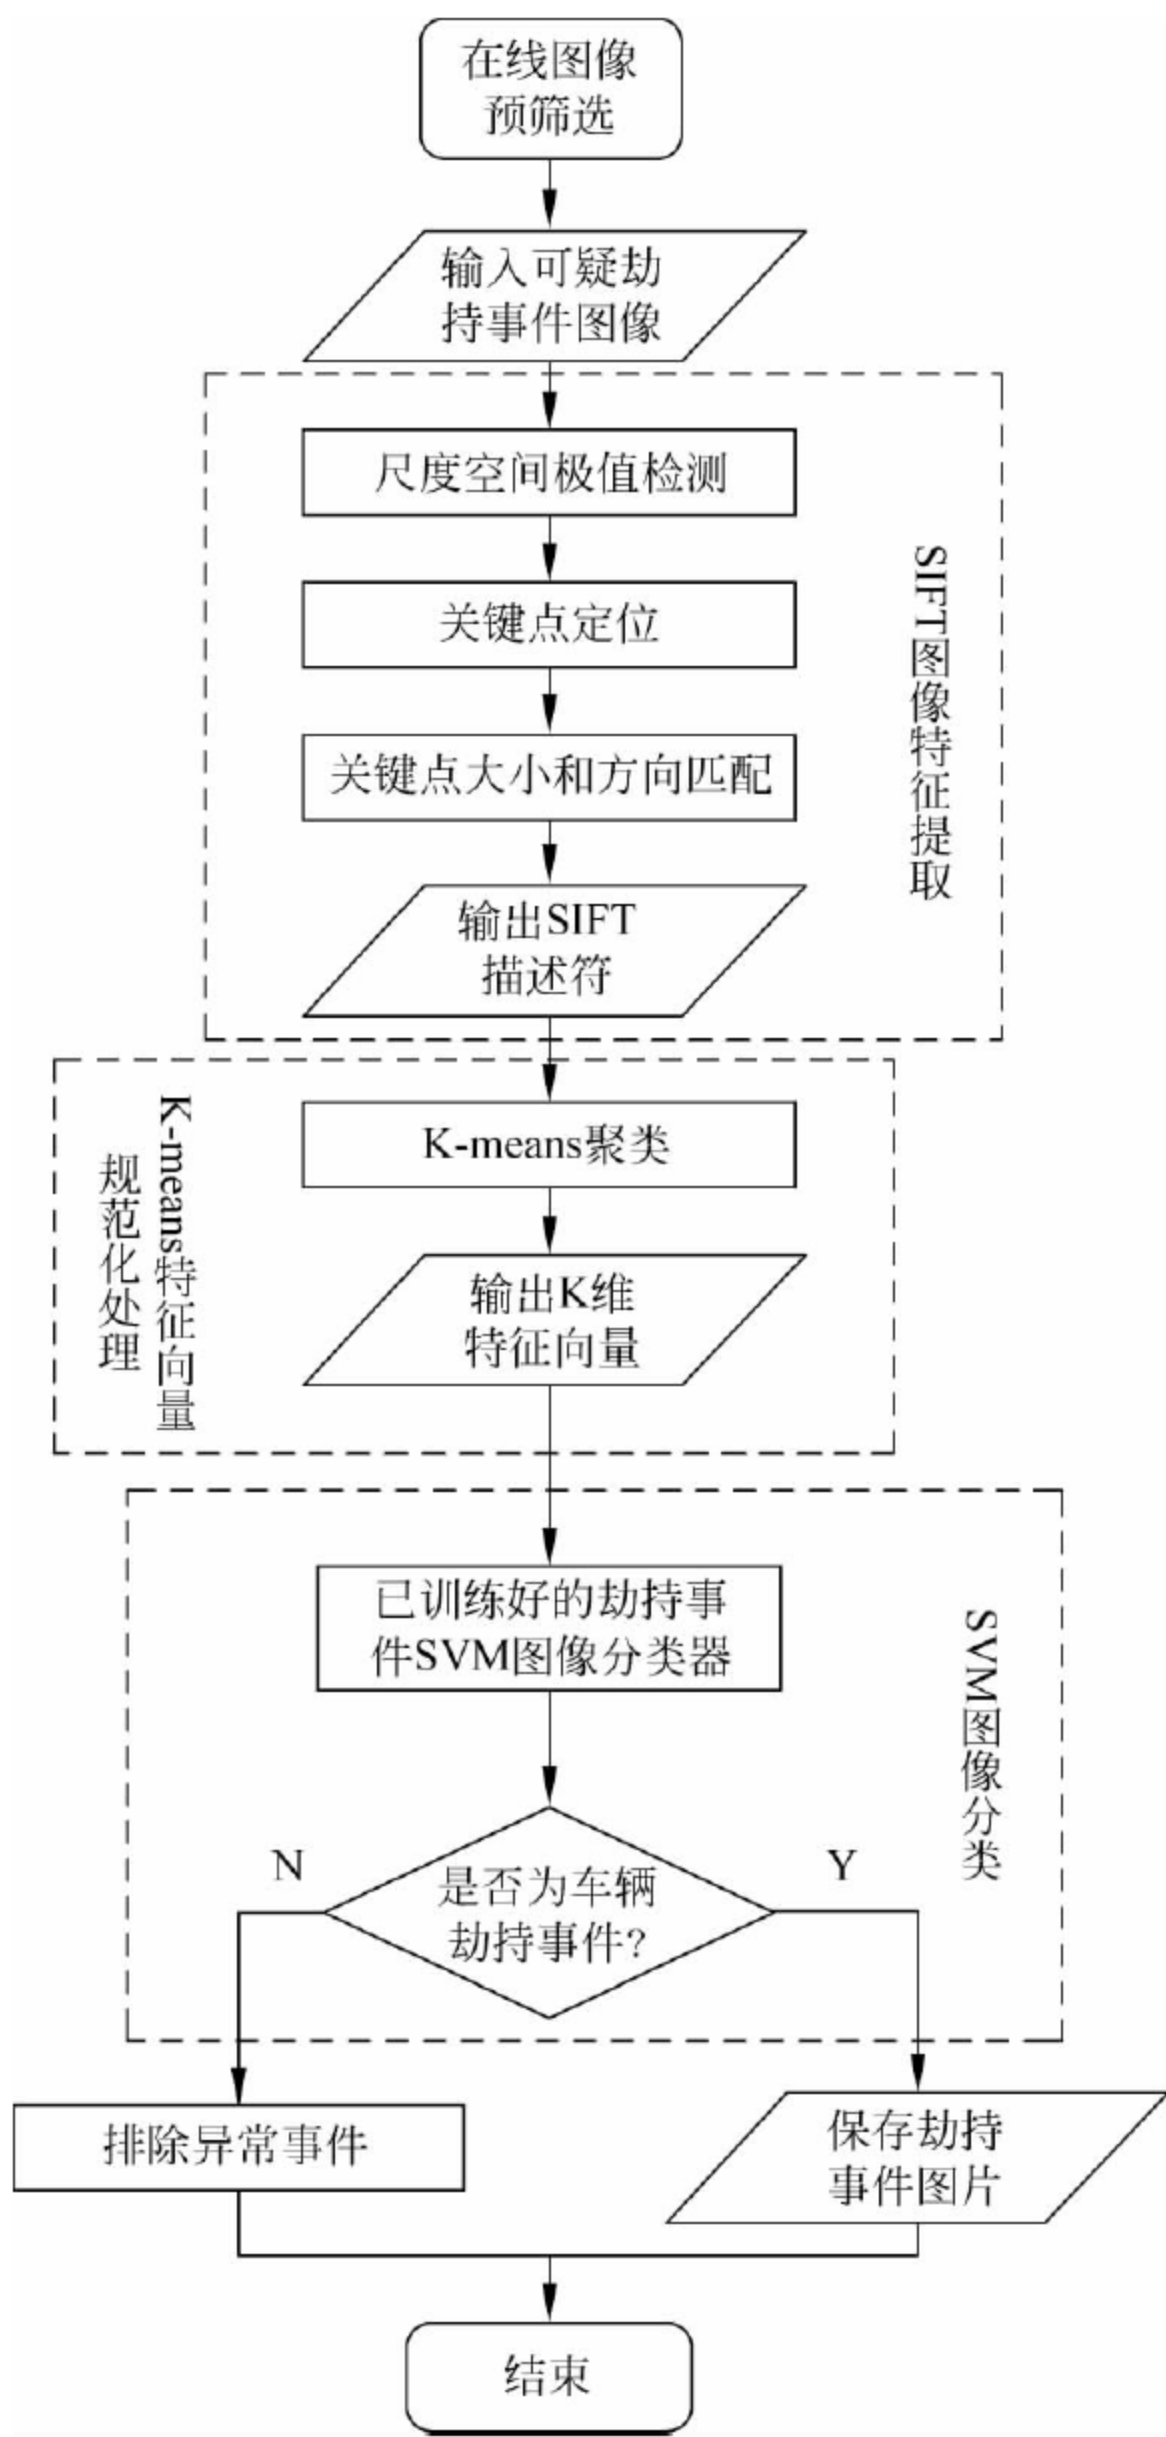 在线图像
预筛选
输入可疑劫
持事件图像
尺度空间极值检测
关键点定位
关键点大小和方向匹配
输出SIFT
描述符
SIFT图像特征提取
K-means聚类
输出K维
特征向量
K-means特征向量
规范化处理
已训练好的劫持事
件SVM图像分类器
SVM图像分类
是否为车辆
劫持事件?
N
Y
排除异常事件
保存劫持
事件图片
结束